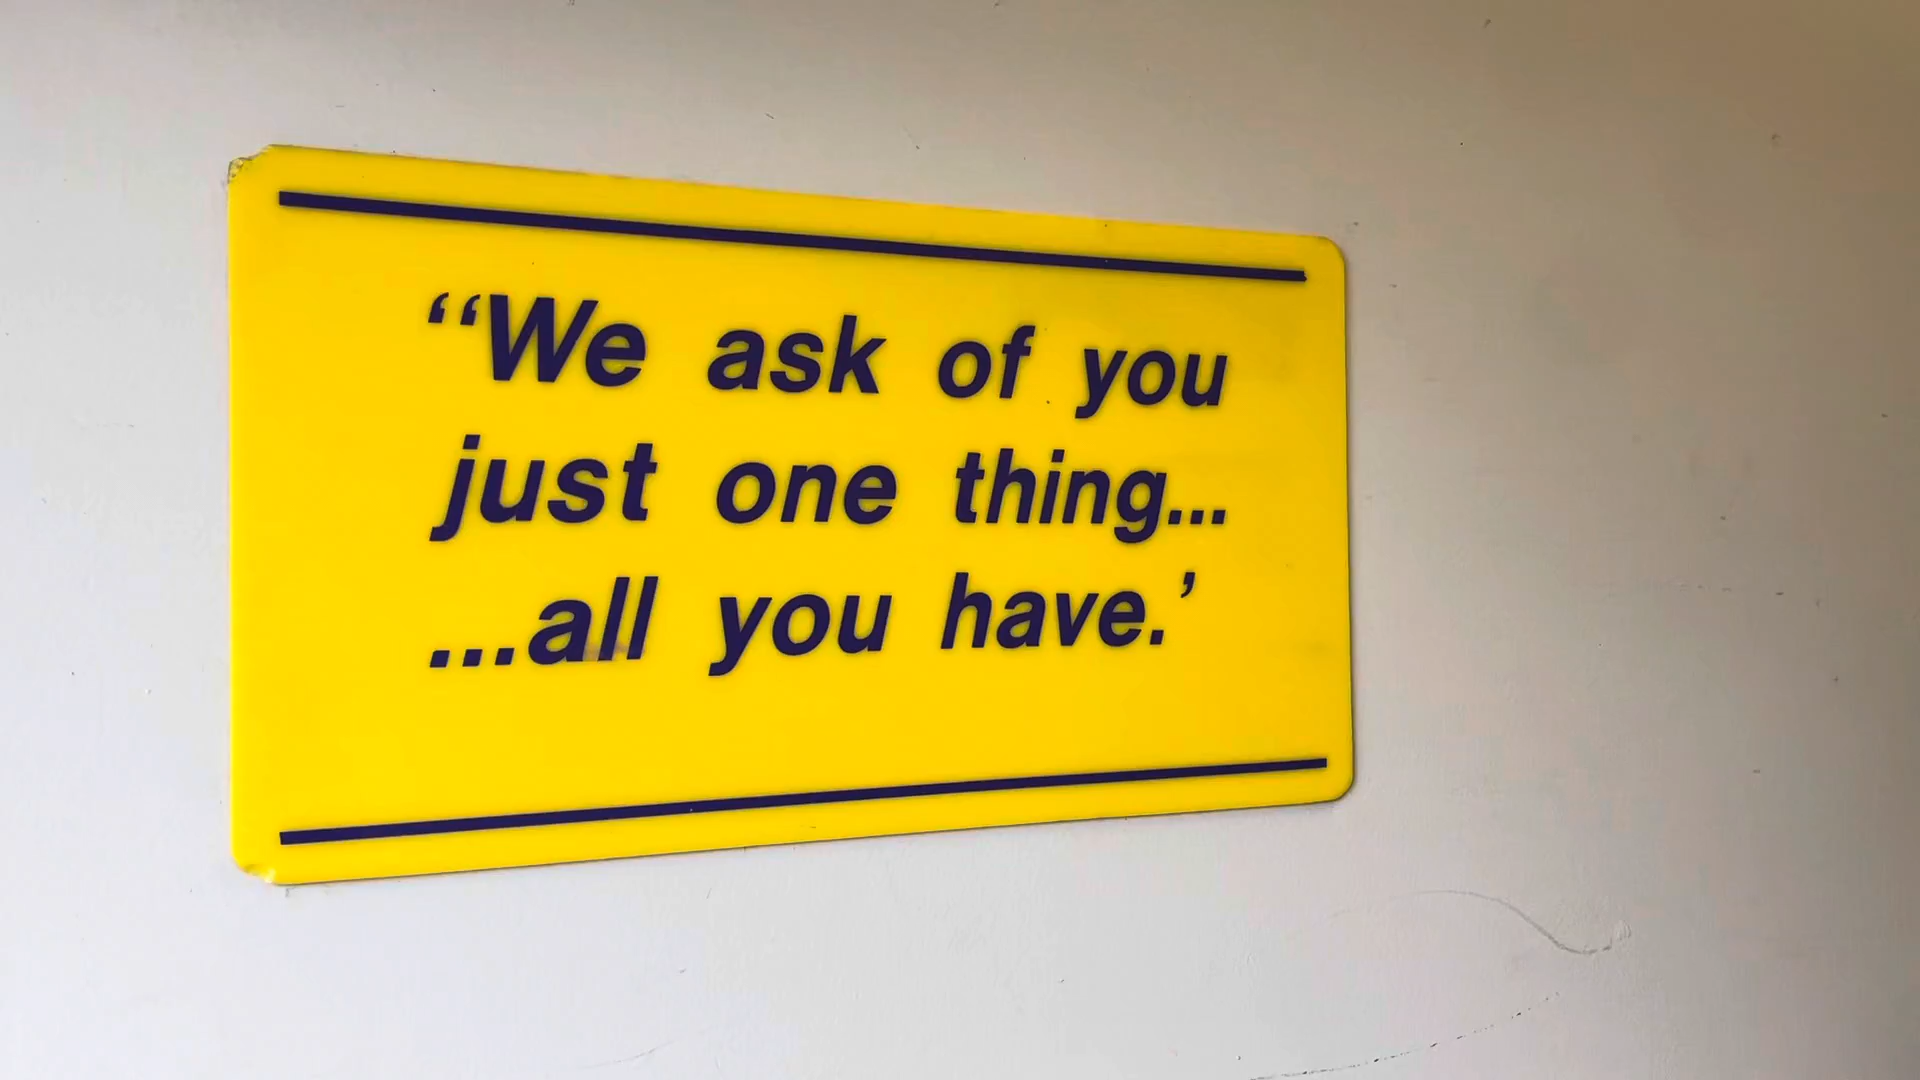 “We ask of you
just one thing...
...all you have.’